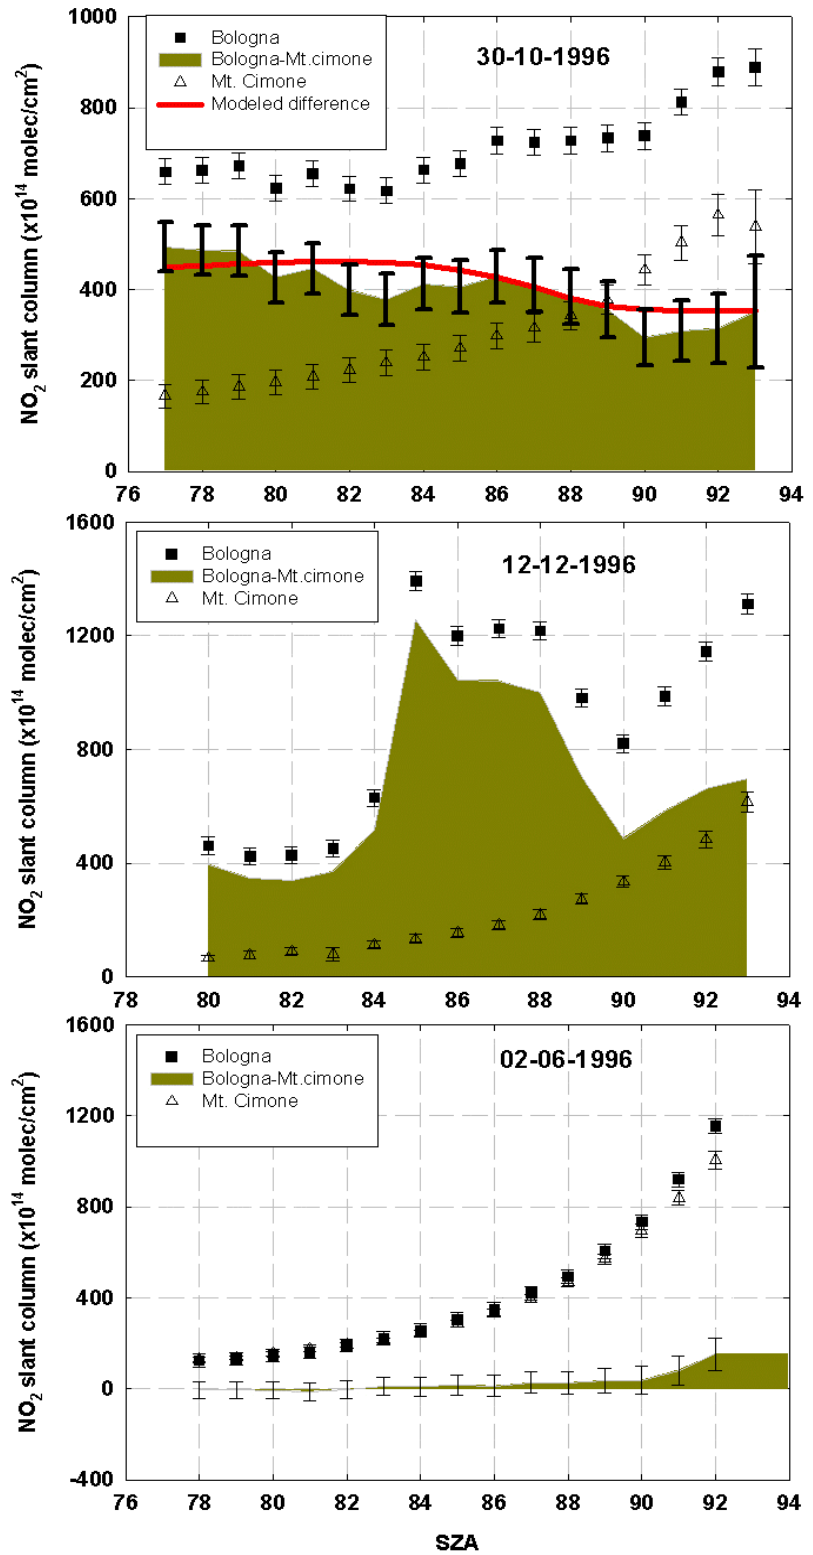 1000
800
600
400
200
0
NO2 slant column (x10^14 molec/cm^2)
Bologna
Bologna-Mt.cimone
Mt. Cimone
Modeled difference
30-10-1996
76 78 80 82 84 86 88 90 92 94
1600
1200
800
400
0
NO2 slant column (x10^14 molec/cm^2)
Bologna
Bologna-Mt.cimone
Mt. Cimone
12-12-1996
78 80 82 84 86 88 90 92 94
1600
1200
800
400
0
-400
NO2 slant column (x10^14 molec/cm^2)
Bologna
Bologna-Mt.cimone
Mt. Cimone
02-06-1996
76 78 80 82 84 86 88 90 92 94
SZA